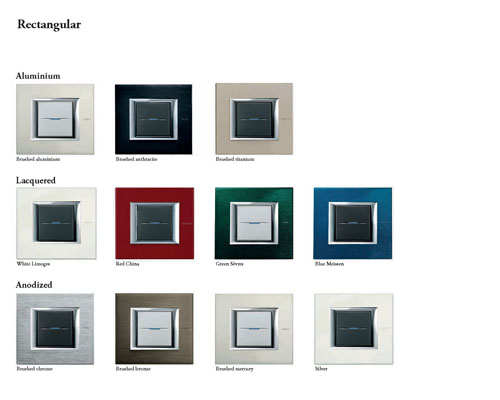 Rectangular
Aluminium
Brushed aluminium
Brushed anthracite
Brushed titanium
Lacquered
White Limoges
Red China
Green Sèvres
Blue Meissen
Anodized
Brushed chrome
Brushed bronze
Brushed mercury
Silver